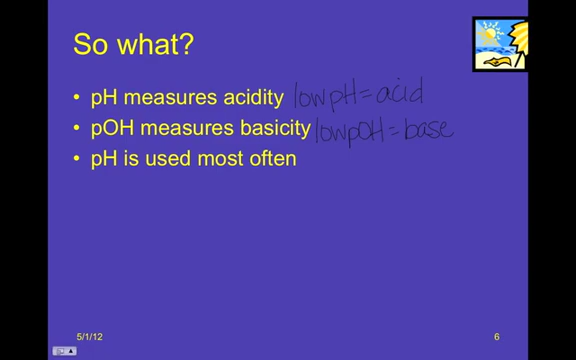 So what?
• pH measures acidity low pH = acid
• pOH measures basicity low pOH = base
• pH is used most often
5/1/12
6